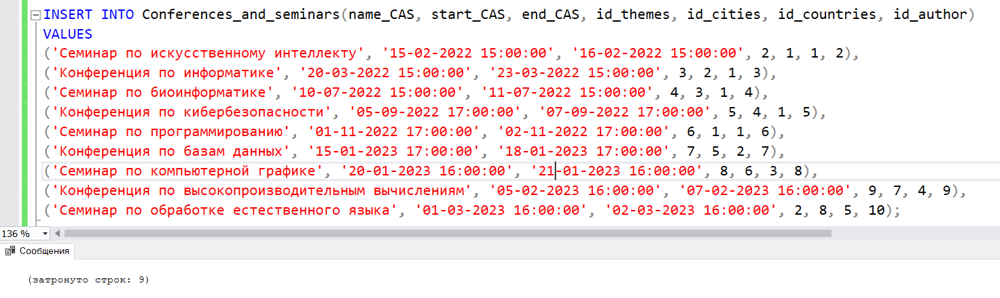 INSERT INTO Conferences_and_seminars(name_CAS, start_CAS, end_CAS, id_themes, id_cities, id_countries, id_author)
VALUES
('Семинар по искусственному интеллекту', '15-02-2022 15:00:00', '16-02-2022 15:00:00', 2, 1, 1, 2),
('Конференция по информатике', '20-03-2022 15:00:00', '23-03-2022 15:00:00', 3, 2, 1, 3),
('Семинар по биоинформатике', '10-07-2022 15:00:00', '11-07-2022 15:00:00', 4, 3, 1, 4),
('Конференция по кибербезопасности', '05-09-2022 17:00:00', '07-09-2022 17:00:00', 5, 4, 1, 5),
('Семинар по программированию', '01-11-2022 17:00:00', '02-11-2022 17:00:00', 6, 1, 1, 6),
('Конференция по базам данных', '15-01-2023 17:00:00', '18-01-2023 17:00:00', 7, 5, 2, 7),
('Семинар по компьютерной графике', '20-01-2023 16:00:00', '21-01-2023 16:00:00', 8, 6, 3, 8),
('Конференция по высокопроизводительным вычислениям', '05-02-2023 16:00:00', '07-02-2023 16:00:00', 9, 7, 4, 9),
('Семинар по обработке естественного языка', '01-03-2023 16:00:00', '02-03-2023 16:00:00', 2, 8, 5, 10);
136 %
Сообщения
(затронуто строк: 9)